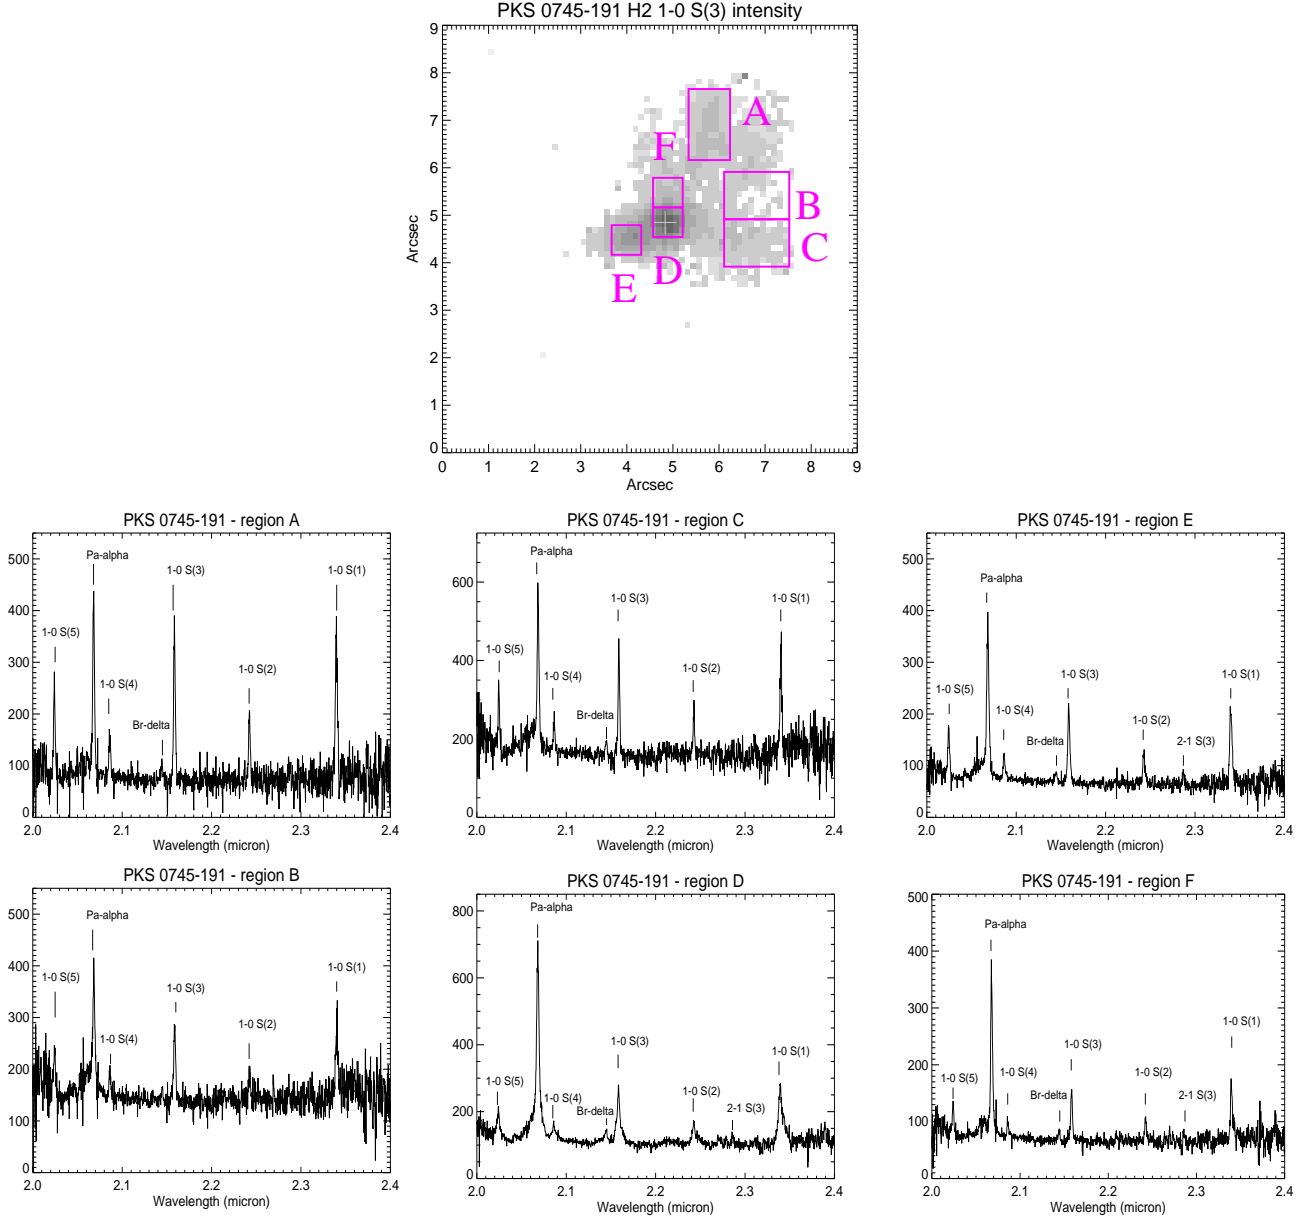 PKS 0745-191 H2 1-0 S(3) intensity
9
8
7
6
5
4
3
2
1
0
Arcsec
A
F
B
C
D
E
0 1 2 3 4 5 6 7 8 9
Arcsec
PKS 0745-191 - region A
500
400
300
200
100
0
Pa-alpha
1-0 S(3)
1-0 S(1)
1-0 S(5)
1-0 S(4)
1-0 S(2)
Br-delta
2.0 2.1 2.2 2.3 2.4
Wavelength (micron)
PKS 0745-191 - region C
600
400
200
0
Pa-alpha
1-0 S(3)
1-0 S(1)
1-0 S(5)
1-0 S(4)
1-0 S(2)
Br-delta
2.0 2.1 2.2 2.3 2.4
Wavelength (micron)
PKS 0745-191 - region E
500
400
300
200
100
0
Pa-alpha
1-0 S(3)
1-0 S(1)
1-0 S(5)
1-0 S(4)
1-0 S(2)
Br-delta
2-1 S(3)
2.0 2.1 2.2 2.3 2.4
Wavelength (micron)
PKS 0745-191 - region B
500
400
300
200
100
0
Pa-alpha
1-0 S(5)
1-0 S(3)
1-0 S(1)
1-0 S(4)
1-0 S(2)
2.0 2.1 2.2 2.3 2.4
Wavelength (micron)
PKS 0745-191 - region D
800
600
400
200
0
Pa-alpha
1-0 S(3)
1-0 S(1)
1-0 S(5)
1-0 S(4)
1-0 S(2)
Br-delta
2-1 S(3)
2.0 2.1 2.2 2.3 2.4
Wavelength (micron)
PKS 0745-191 - region F
500
400
300
200
100
0
Pa-alpha
1-0 S(1)
1-0 S(3)
1-0 S(5)
1-0 S(4)
1-0 S(2)
Br-delta
2-1 S(3)
2.0 2.1 2.2 2.3 2.4
Wavelength (micron)